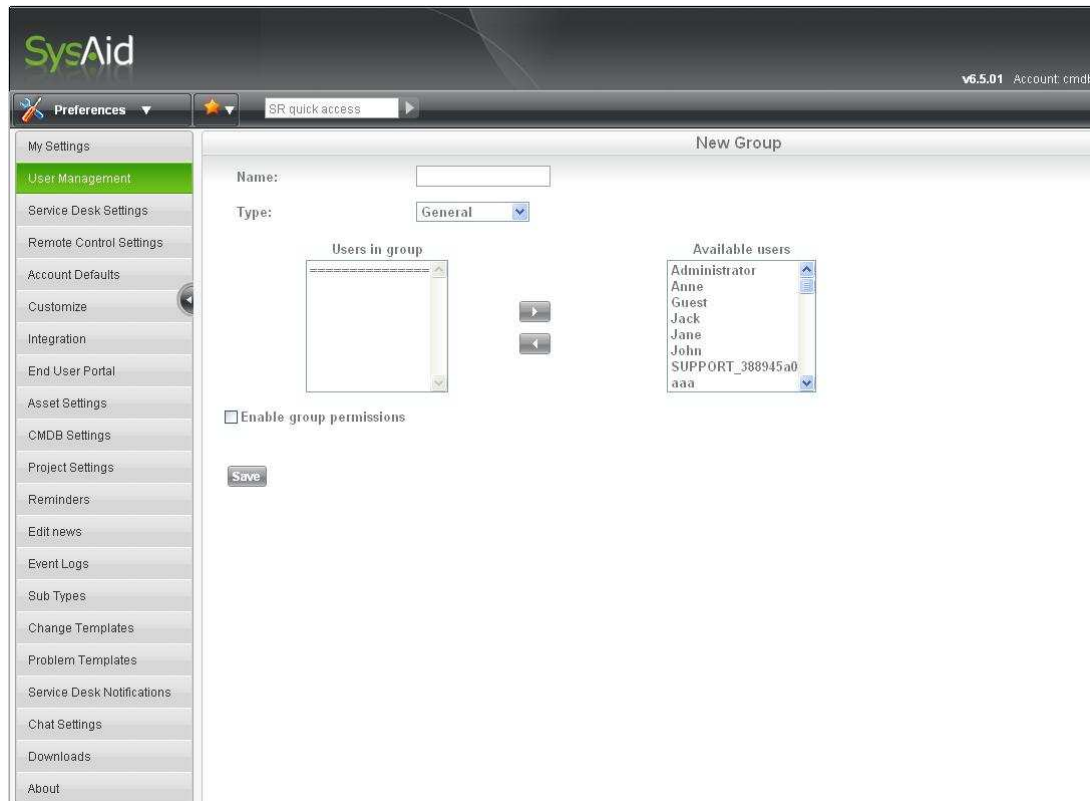 SysAid
v6.5.01 Account: cmdb
Preferences
SR quick access
My Settings
User Management
Service Desk Settings
Remote Control Settings
Account Defaults
Customize
Integration
End User Portal
Asset Settings
CMDB Settings
Project Settings
Reminders
Edit news
Event Logs
Sub Types
Change Templates
Problem Templates
Service Desk Notifications
Chat Settings
Downloads
About
New Group
Name:
Type: General
Users in group
===============
Available users
Administrator
Anne
Guest
Jack
Jane
John
SUPPORT_388945a0
aaa
Enable group permissions
Save